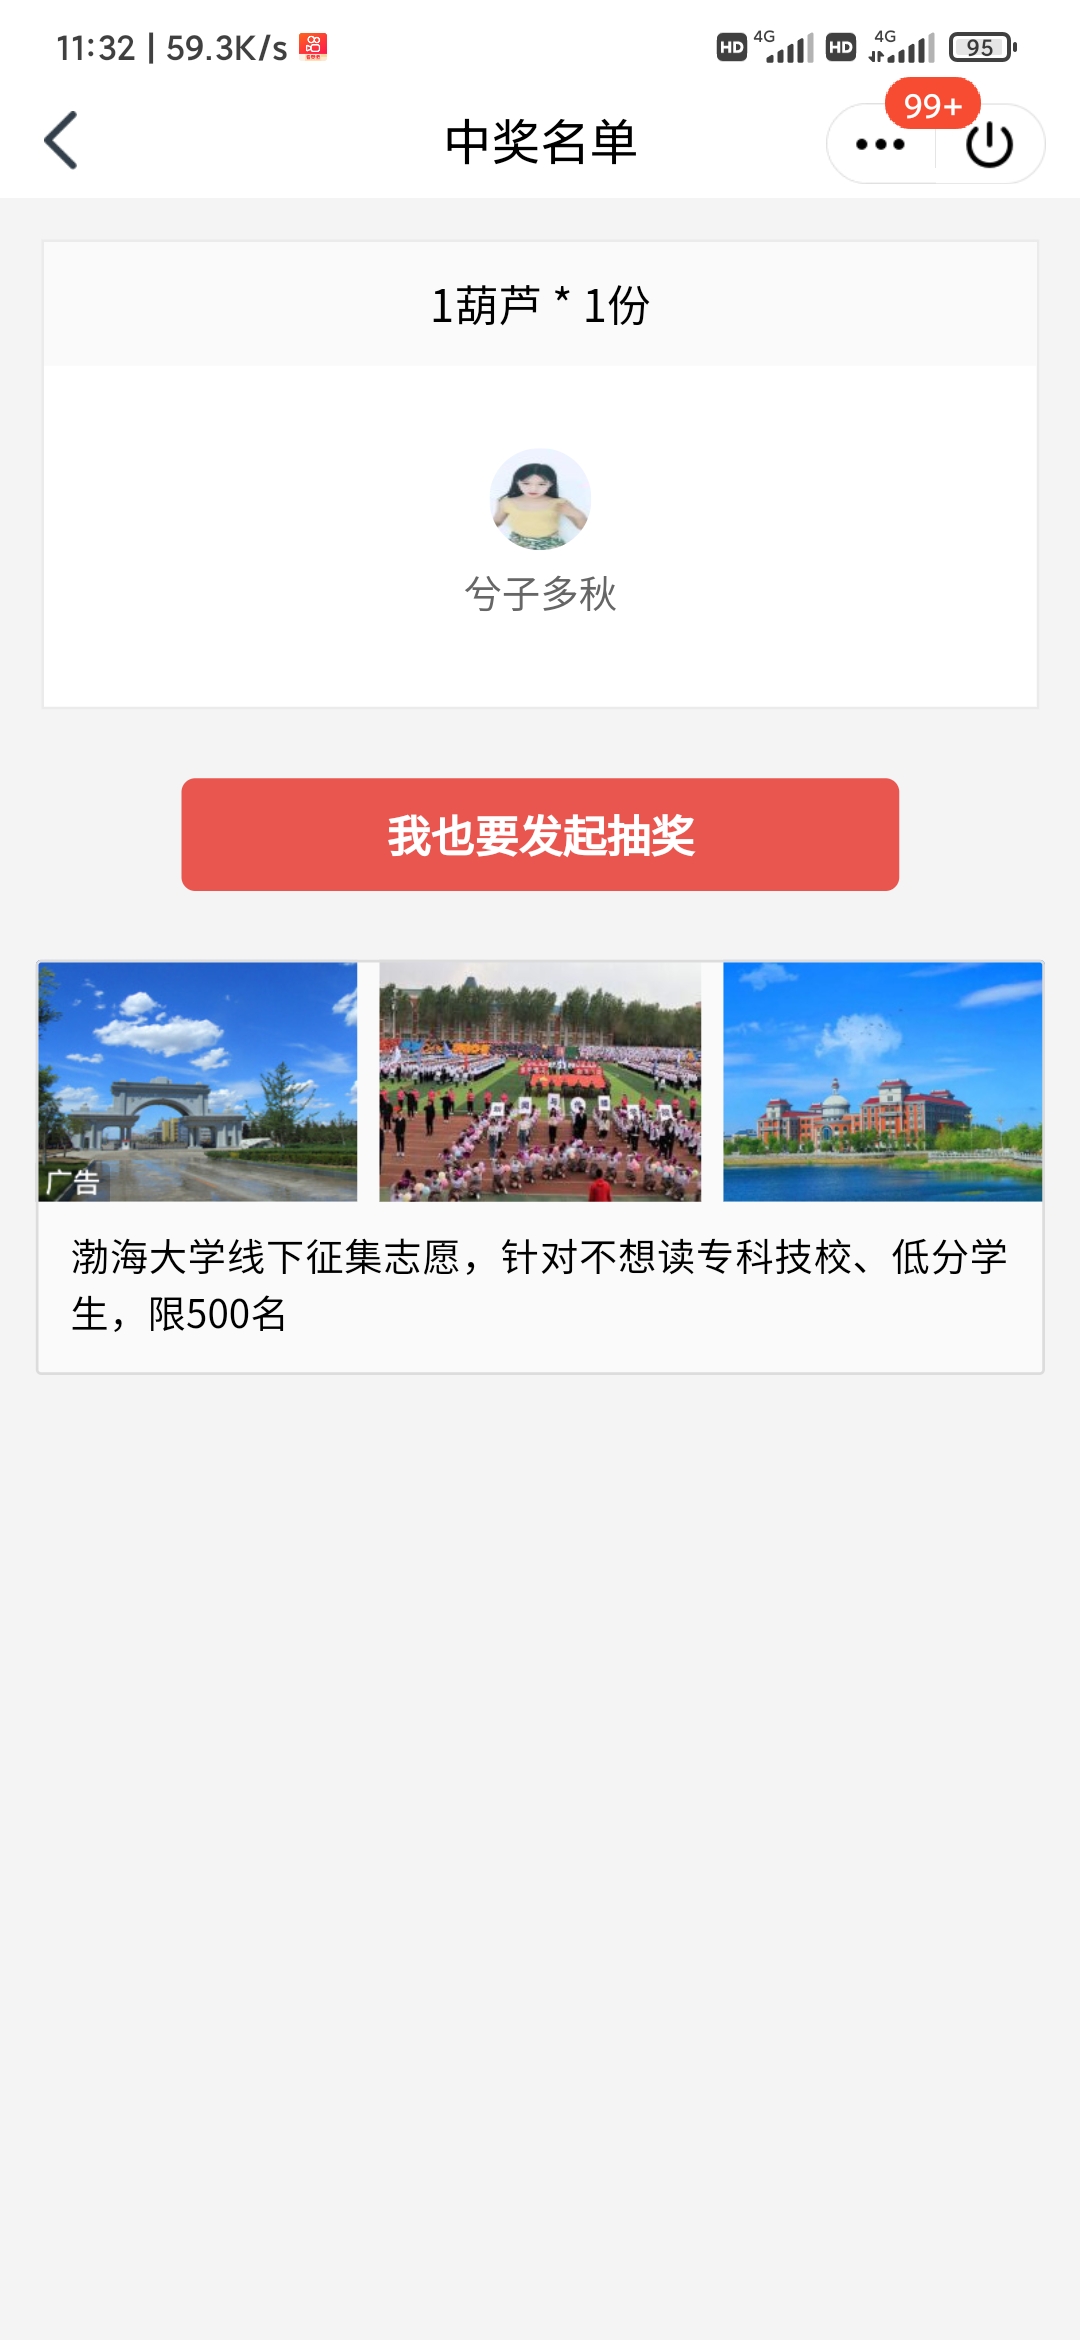 11:32 | 59.3K/s
HD 4G HD 4G 95
99+
中奖名单
1葫芦 * 1份
兮子多秋
我也要发起抽奖
广告
渤海大学线下征集志愿，针对不想读专科技校、低分学
生，限500名